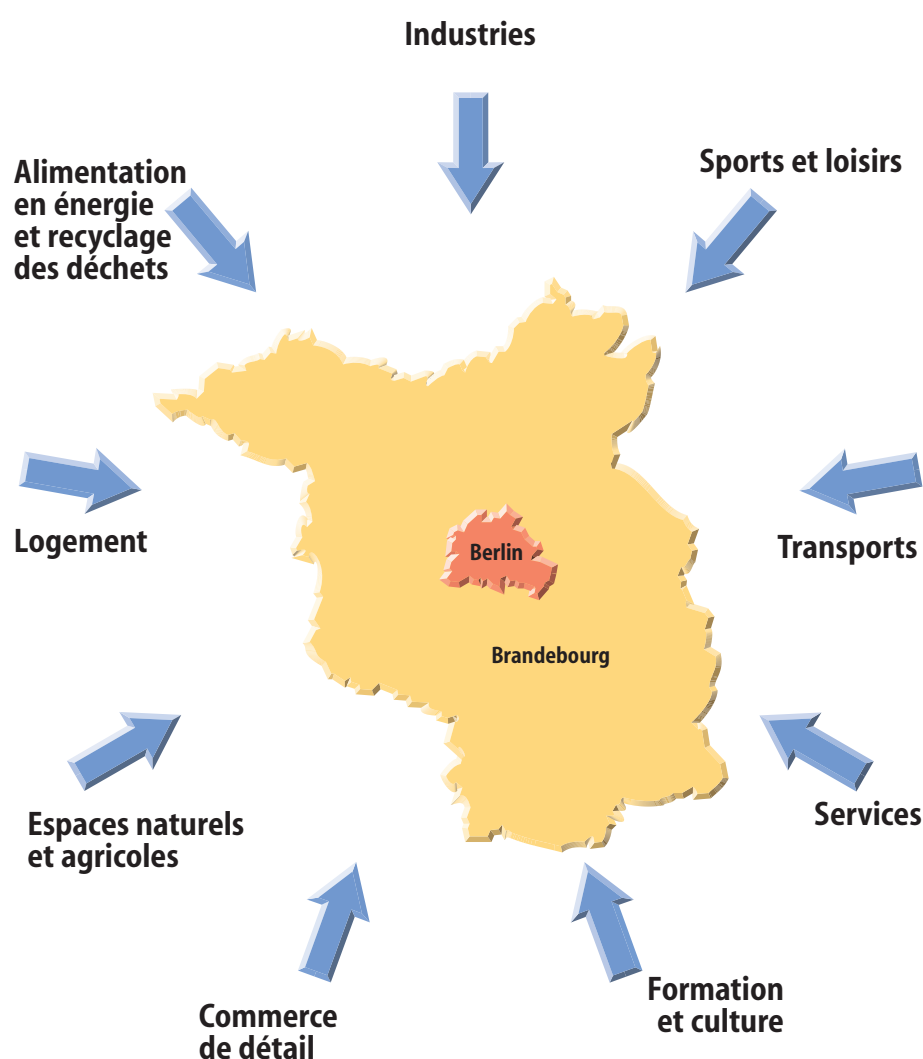 Industries
Alimentation
en énergie
et recyclage
des déchets
Sports et loisirs
Logement
Berlin
Transports
Brandebourg
Espaces naturels
et agricoles
Services
Commerce
de détail
Formation
et culture